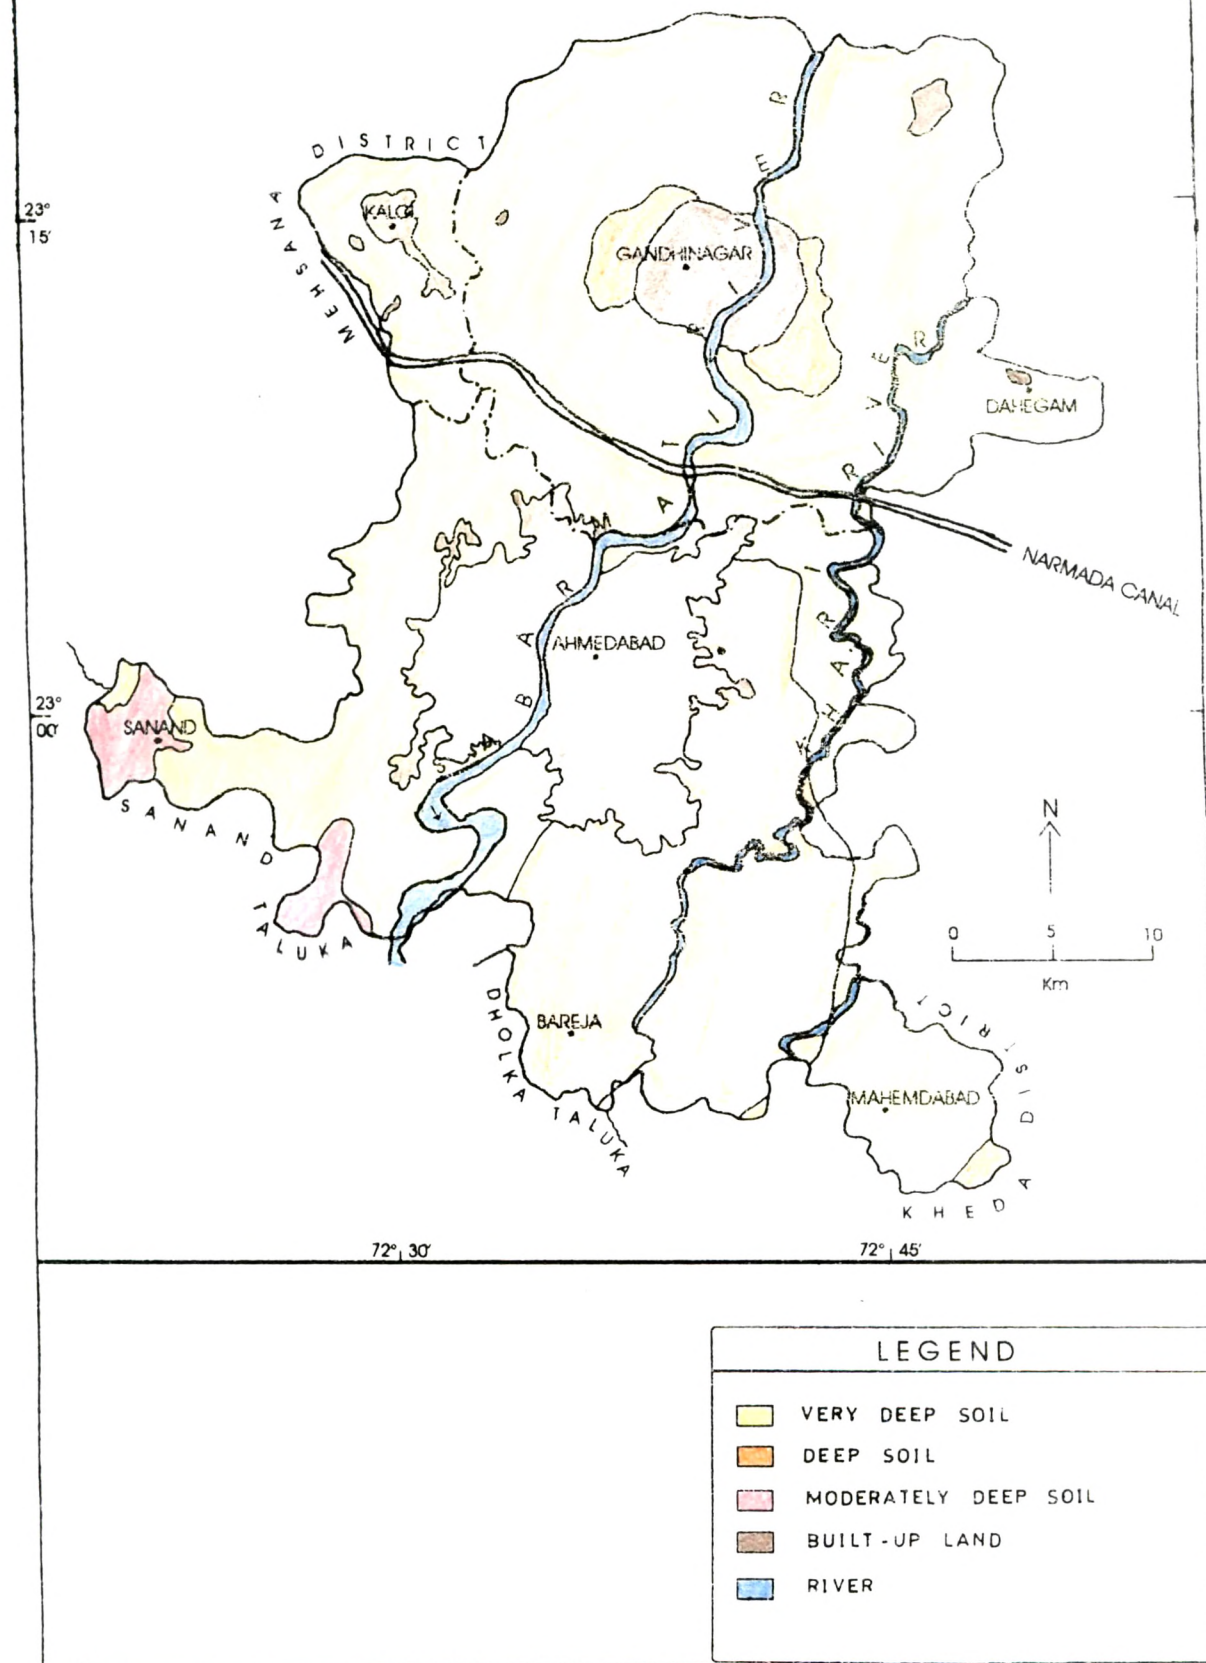 MEHSANA DISTRICT
23°
15'
KALOL
GANDHINAGAR
DAHEGAM
SABARMATI RIVER
KHARI RIVER
NARMADA CANAL
AHMEDABAD
23°
00'
SANAND
SANAND TALUKA
N
0 5 10
Km
BAREJA
DHOLKA TALUKA
MAHEMDABAD
KHEDA DISTRICT
72° 30'
72° 45'
LEGEND
VERY DEEP SOIL
DEEP SOIL
MODERATELY DEEP SOIL
BUILT-UP LAND
RIVER